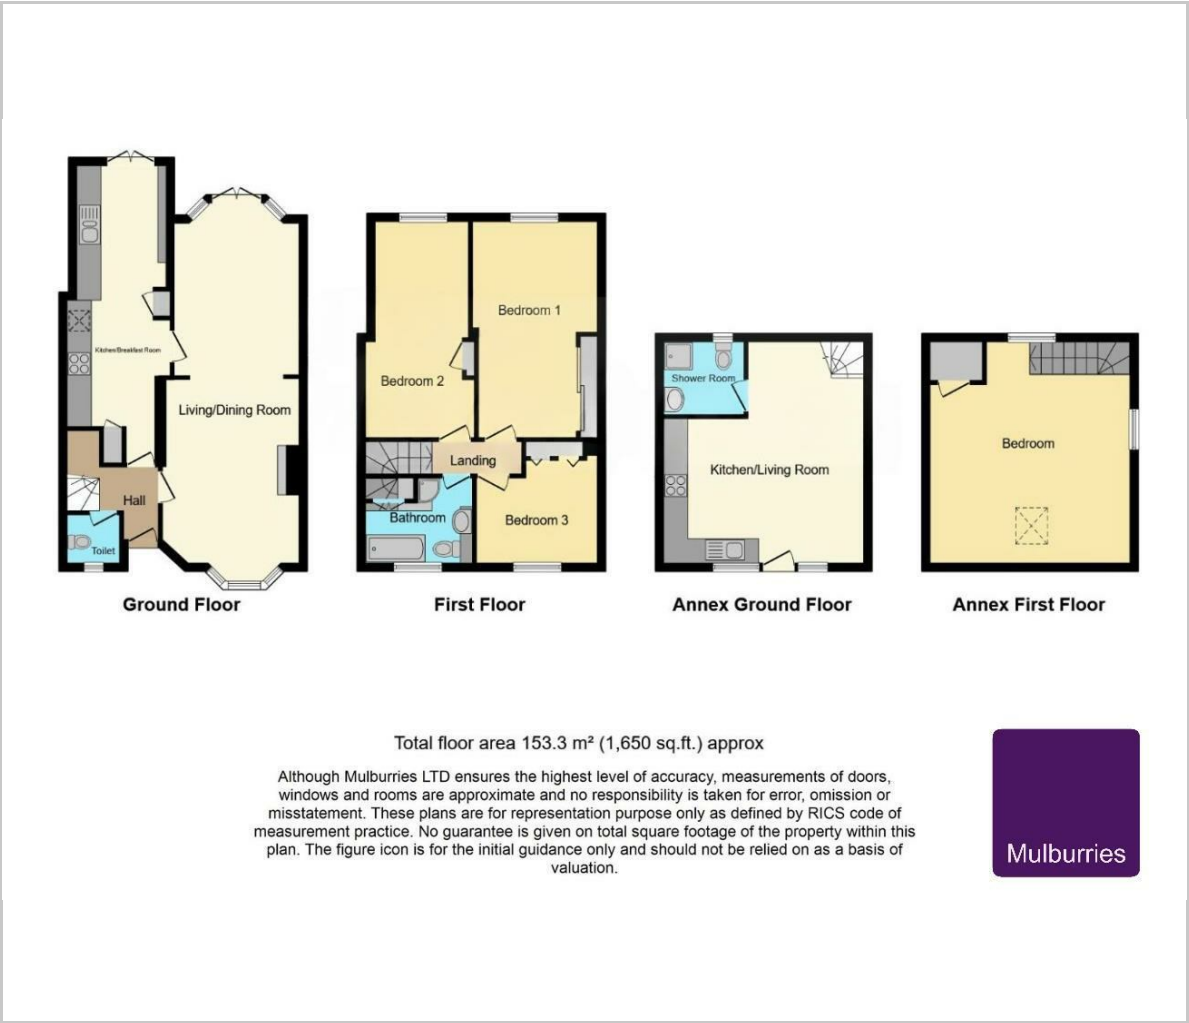 Kitchen/Breakfast Room
Living/Dining Room
Hall
Toilet
Ground Floor
Bedroom 1
Bedroom 2
Landing
Bathroom
Bedroom 3
First Floor
Shower Room
Kitchen/Living Room
Annex Ground Floor
Bedroom
Annex First Floor
Total floor area 153.3 m² (1,650 sq.ft.) approx
Although Mulburries LTD ensures the highest level of accuracy, measurements of doors,
windows and rooms are approximate and no responsibility is taken for error, omission or
misstatement. These plans are for representation purpose only as defined by RICS code of
measurement practice. No guarantee is given on total square footage of the property within this
plan. The figure icon is for the initial guidance only and should not be relied on as a basis of
valuation.
Mulburries